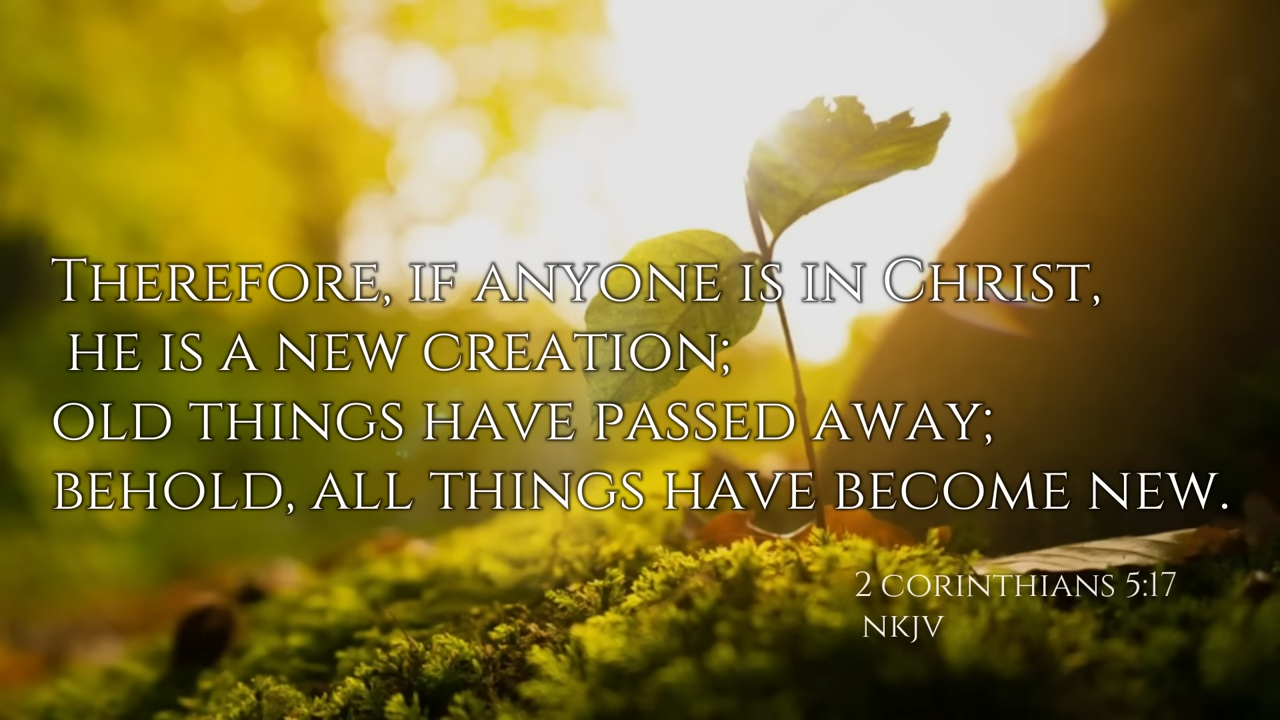 Therefore, if anyone is in Christ,
he is a new creation;
old things have passed away;
behold, all things have become new.
2 Corinthians 5:17
NKJV